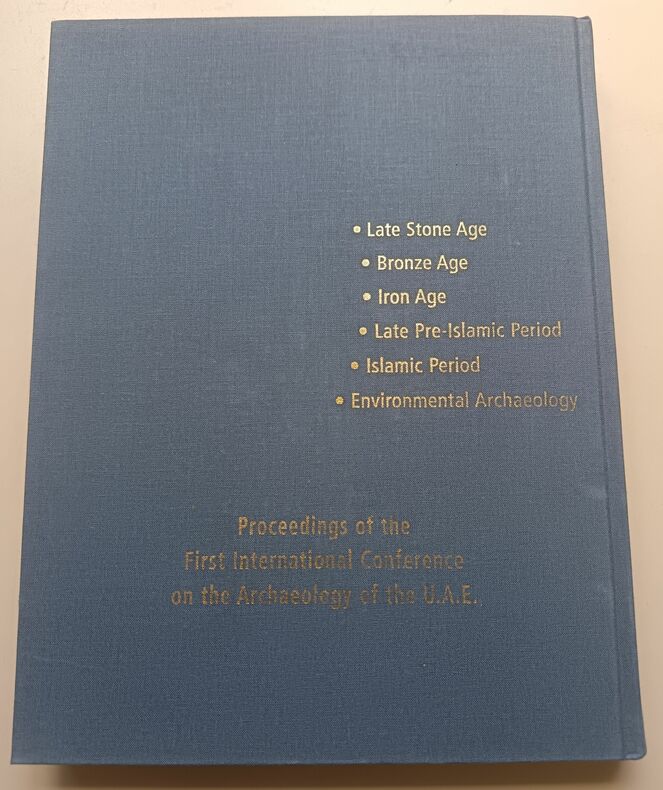 • Late Stone Age
• Bronze Age
• Iron Age
• Late Pre-Islamic Period
• Islamic Period
• Environmental Archaeology
Proceedings of the
First International Conference
on the Archaeology of the U.A.E.